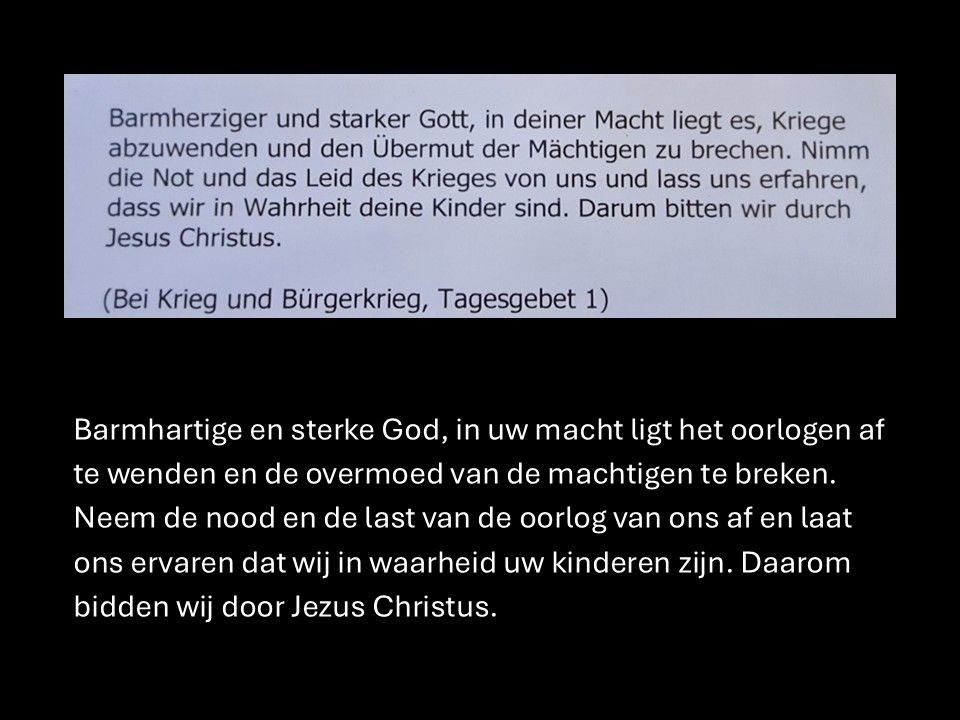 Barmherziger und starker Gott, in deiner Macht liegt es, Kriege
abzuwenden und den Übermut der Mächtigen zu brechen. Nimm
die Not und das Leid des Krieges von uns und lass uns erfahren,
dass wir in Wahrheit deine Kinder sind. Darum bitten wir durch
Jesus Christus.
(Bei Krieg und Bürgerkrieg, Tagesgebet 1)
Barmhartige en sterke God, in uw macht ligt het oorlogen af
te wenden en de overmoed van de machtigen te breken.
Neem de nood en de last van de oorlog van ons af en laat
ons ervaren dat wij in waarheid uw kinderen zijn. Daarom
bidden wij door Jezus Christus.